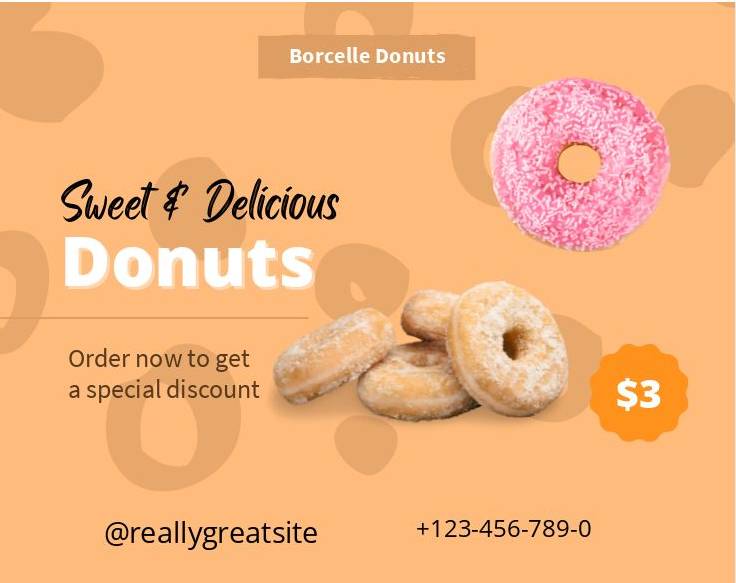 Borcelle Donuts
Sweet & Delicious
Donuts
Order now to get
a special discount
$3
@reallygreatsite
+123-456-789-0